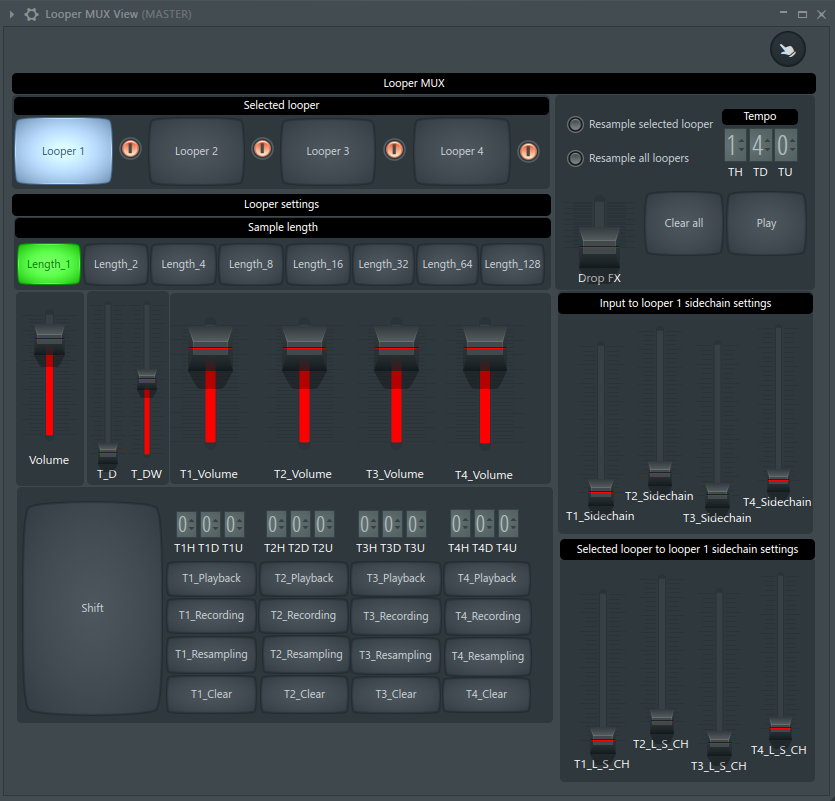 Looper MUX View (MASTER)
Looper MUX
Selected looper
Looper 1
Looper 2
Looper 3
Looper 4
Resample selected looper
Resample all loopers
Tempo
1 4 0
TH TD TU
Clear all
Play
Drop FX
Looper settings
Sample length
Length_1
Length_2
Length_4
Length_8
Length_16
Length_32
Length_64
Length_128
Volume
T_D
T_DW
T1_Volume
T2_Volume
T3_Volume
T4_Volume
Input to looper 1 sidechain settings
T1_Sidechain
T2_Sidechain
T3_Sidechain
T4_Sidechain
Shift
0 0 0
0 0 0
0 0 0
0 0 0
T1H T1D T1U
T2H T2D T2U
T3H T3D T3U
T4H T4D T4U
T1_Playback
T2_Playback
T3_Playback
T4_Playback
T1_Recording
T2_Recording
T3_Recording
T4_Recording
T1_Resampling
T2_Resampling
T3_Resampling
T4_Resampling
T1_Clear
T2_Clear
T3_Clear
T4_Clear
Selected looper to looper 1 sidechain settings
T1_L_S_CH
T2_L_S_CH
T3_L_S_CH
T4_L_S_CH